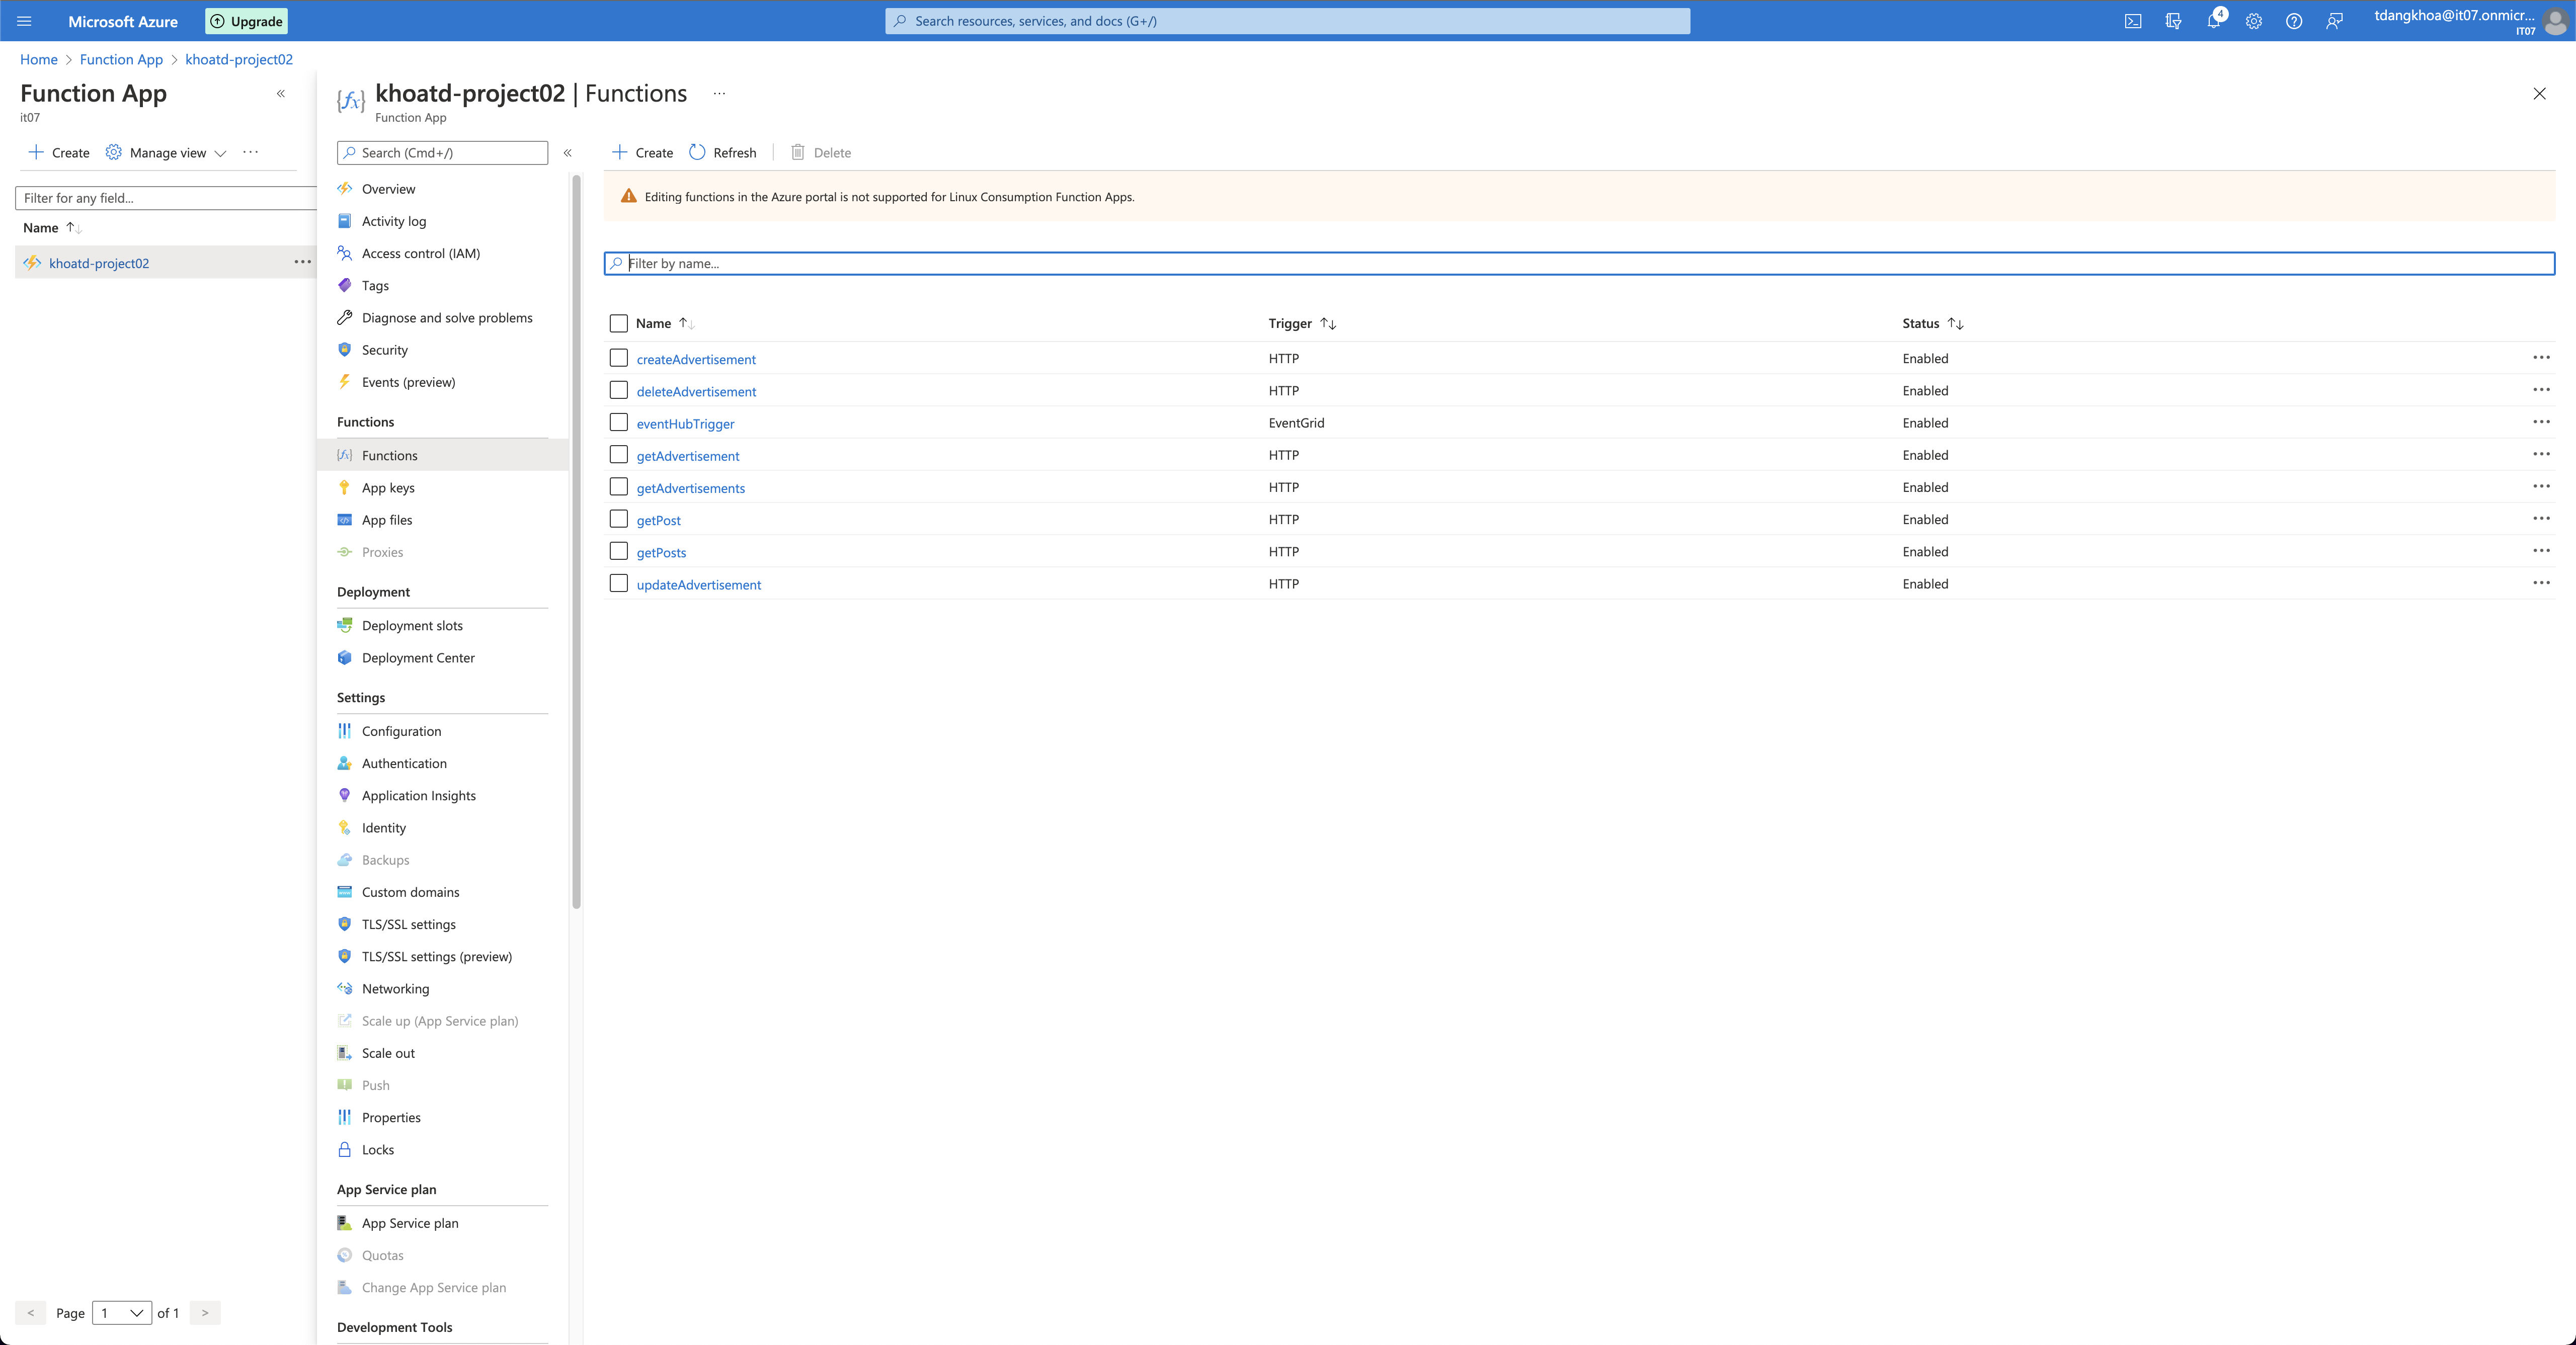 Microsoft Azure
Upgrade
Search resources, services, and docs (G+/)
4
tdangkhoa@it07.onmicr...
IT07
Home > Function App > khoatd-project02
Function App
it07
Create
Manage view
Filter for any field...
Name
khoatd-project02
< Page 1 of 1 >
khoatd-project02 | Functions
Function App
Search (Cmd+/)
Overview
Activity log
Access control (IAM)
Tags
Diagnose and solve problems
Security
Events (preview)
Functions
Functions
App keys
App files
Proxies
Deployment
Deployment slots
Deployment Center
Settings
Configuration
Authentication
Application Insights
Identity
Backups
Custom domains
TLS/SSL settings
TLS/SSL settings (preview)
Networking
Scale up (App Service plan)
Scale out
Push
Properties
Locks
App Service plan
App Service plan
Quotas
Change App Service plan
Development Tools
Create Refresh Delete
Editing functions in the Azure portal is not supported for Linux Consumption Function Apps.
Filter by name...
Name Trigger Status
createAdvertisement HTTP Enabled
deleteAdvertisement HTTP Enabled
eventHubTrigger EventGrid Enabled
getAdvertisement HTTP Enabled
getAdvertisements HTTP Enabled
getPost HTTP Enabled
getPosts HTTP Enabled
updateAdvertisement HTTP Enabled